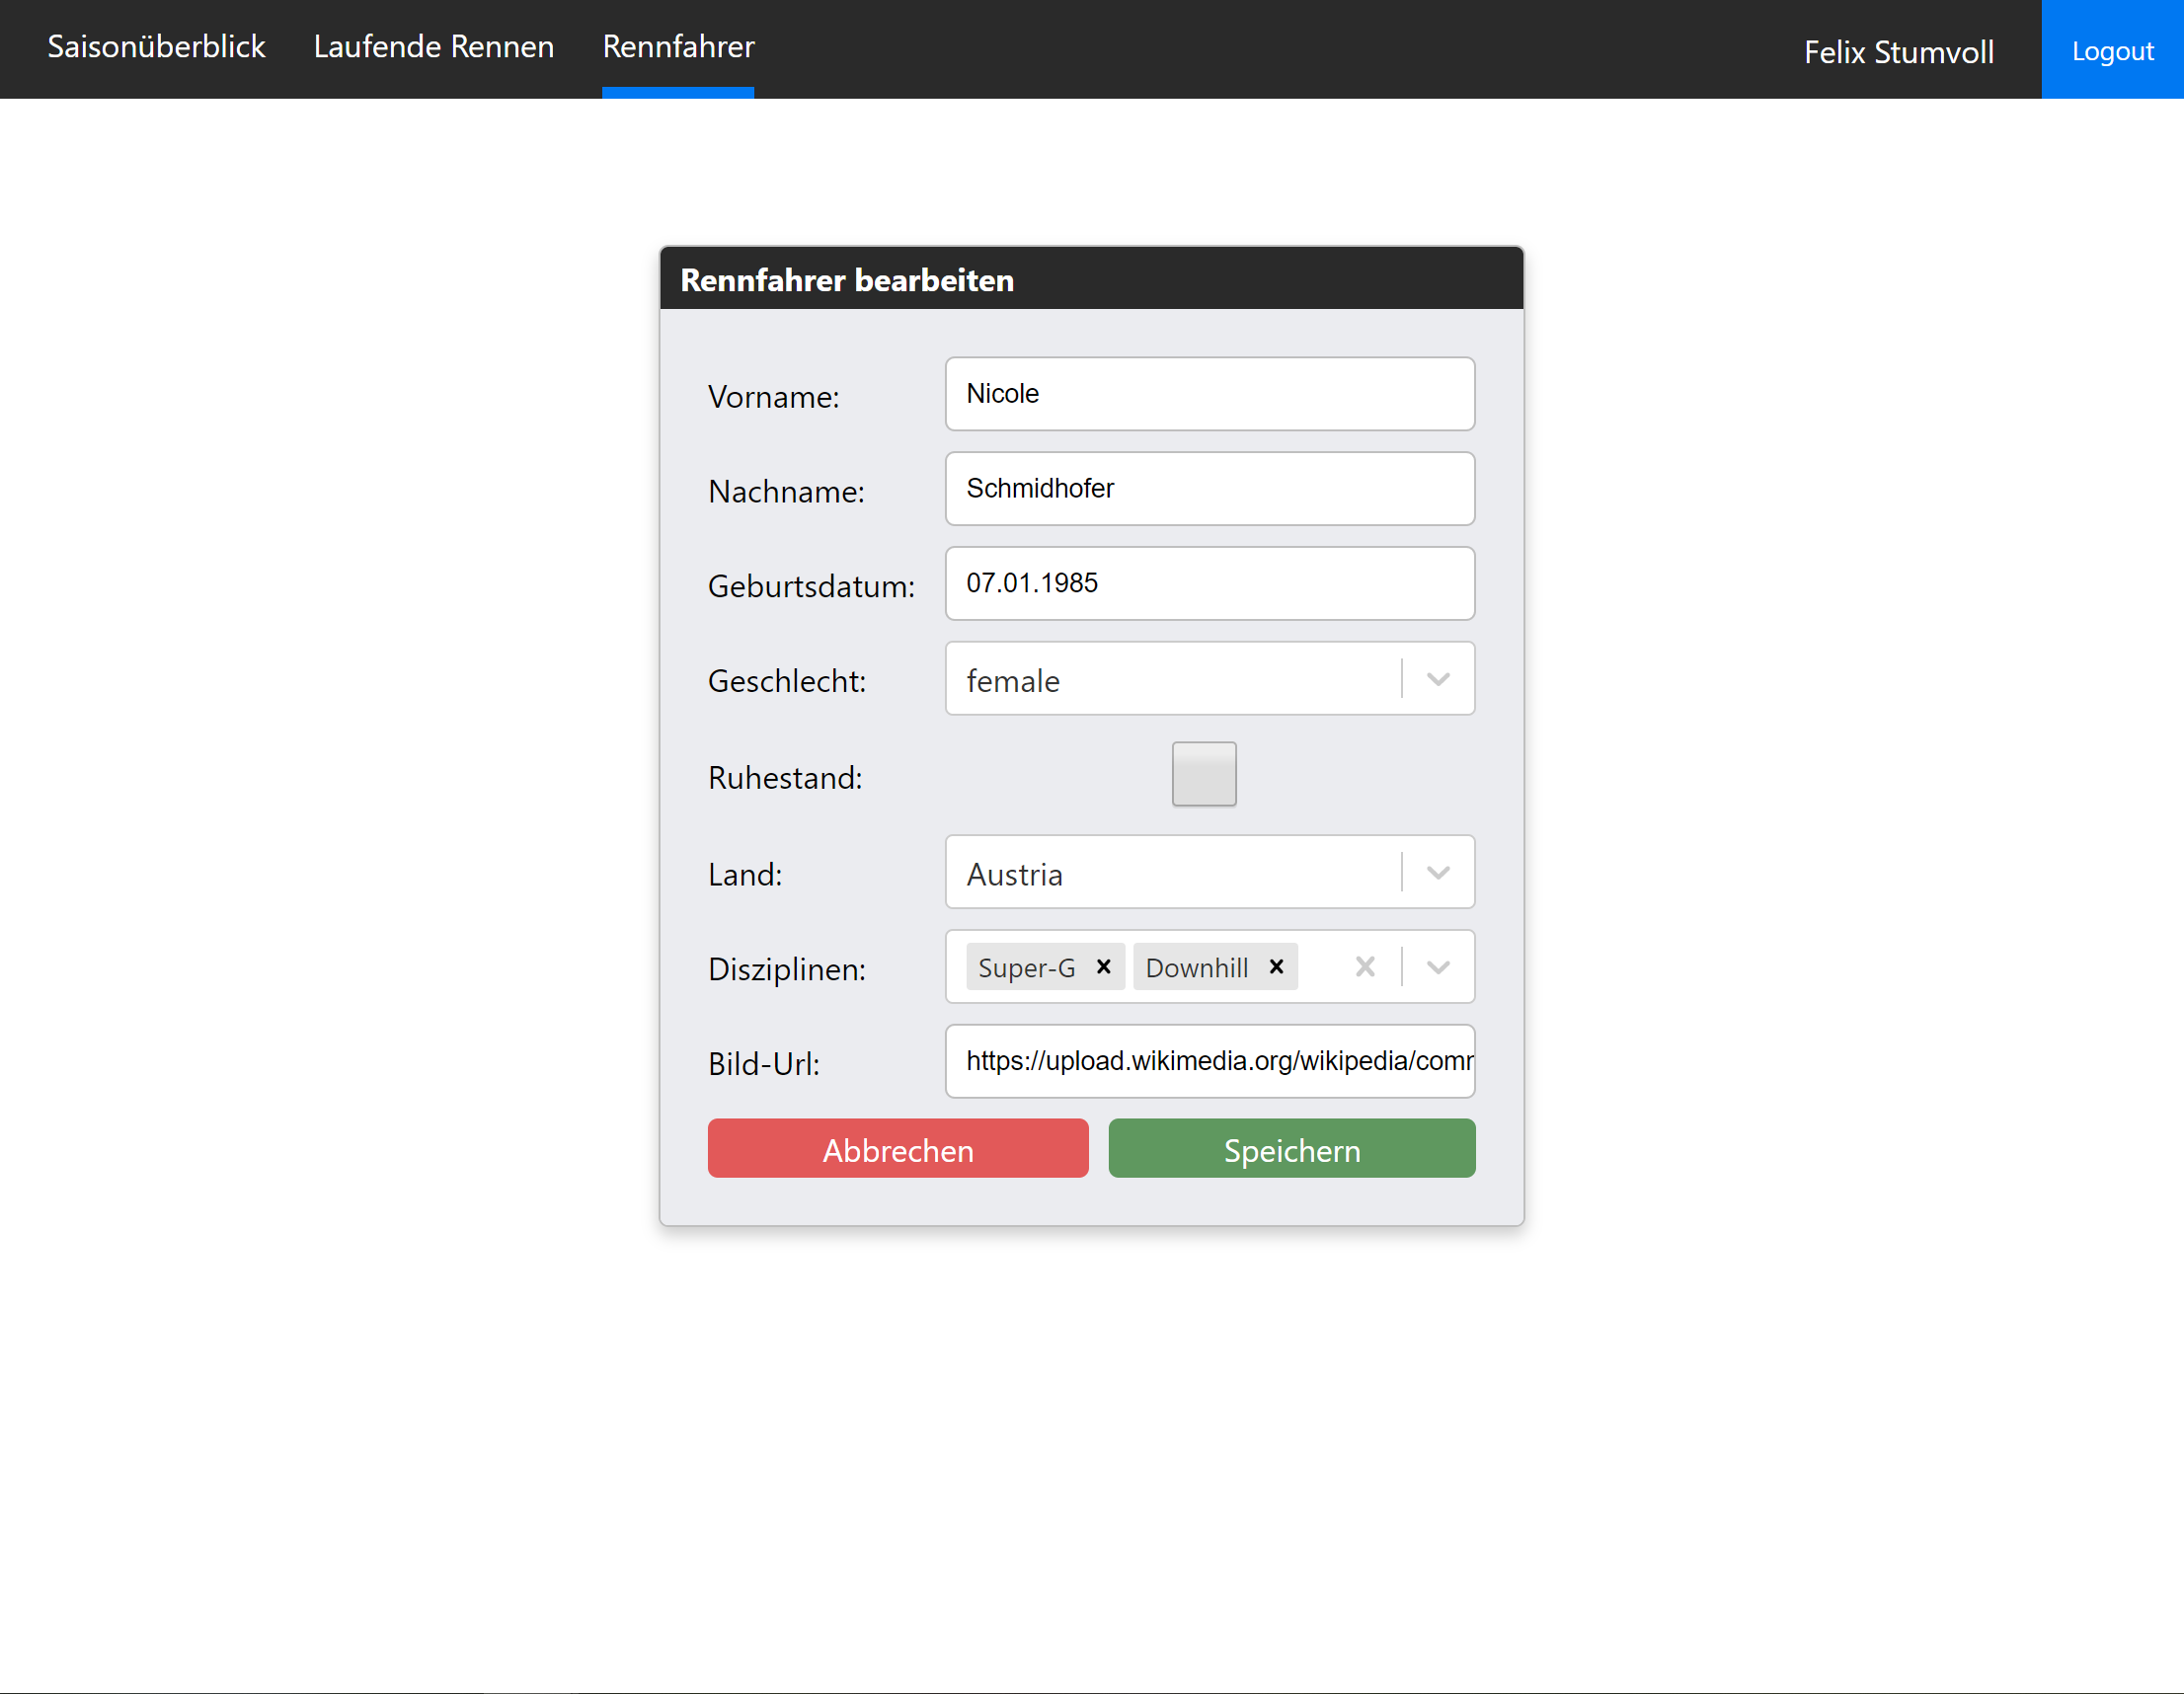 Saisonüberblick Laufende Rennen Rennfahrer Felix Stumvoll Logout
Rennfahrer bearbeiten
Vorname: Nicole
Nachname: Schmidhofer
Geburtsdatum: 07.01.1985
Geschlecht: female
Ruhestand:
Land: Austria
Disziplinen: Super-G Downhill
Bild-Url: https://upload.wikimedia.org/wikipedia/com
Abbrechen Speichern